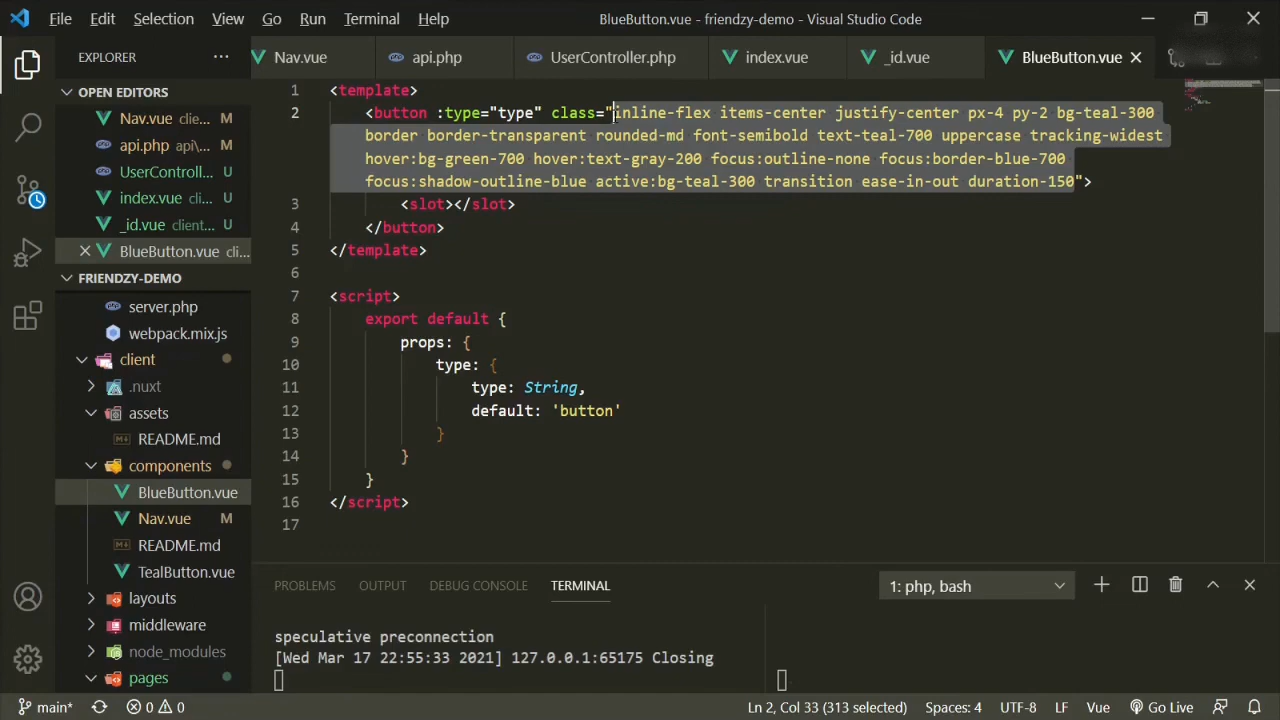 File Edit Selection View Go Run Terminal Help BlueButton.vue - friendzy-demo - Visual Studio Code
EXPLORER ... Nav.vue api.php UserController.php index.vue _id.vue BlueButton.vue
OPEN EDITORS
Nav.vue client... M
api.php api\... M
UserControll... U
index.vue client... U
_id.vue client... U
BlueButton.vue cli...
FRIENDZY-DEMO
server.php
webpack.mix.js
client
.nuxt
assets
README.md
components
BlueButton.vue
Nav.vue M
README.md
TealButton.vue
layouts
middleware
node_modules
pages
1 <template>
2 <button :type="type" class="inline-flex items-center justify-center px-4 py-2 bg-teal-300
border border-transparent rounded-md font-semibold text-teal-700 uppercase tracking-widest
hover:bg-green-700 hover:text-gray-200 focus:outline-none focus:border-blue-700
focus:shadow-outline-blue active:bg-teal-300 transition ease-in-out duration-150">
3 <slot></slot>
4 </button>
5 </template>
6
7 <script>
8 export default {
9 props: {
10 type: {
11 type: String,
12 default: 'button'
13 }
14 }
15 }
16 </script>
17
PROBLEMS OUTPUT DEBUG CONSOLE TERMINAL 1: php, bash
speculative preconnection
[Wed Mar 17 22:55:33 2021] 127.0.0.1:65175 Closing
main* 0 0 Ln 2, Col 33 (313 selected) Spaces: 4 UTF-8 LF Vue Go Live